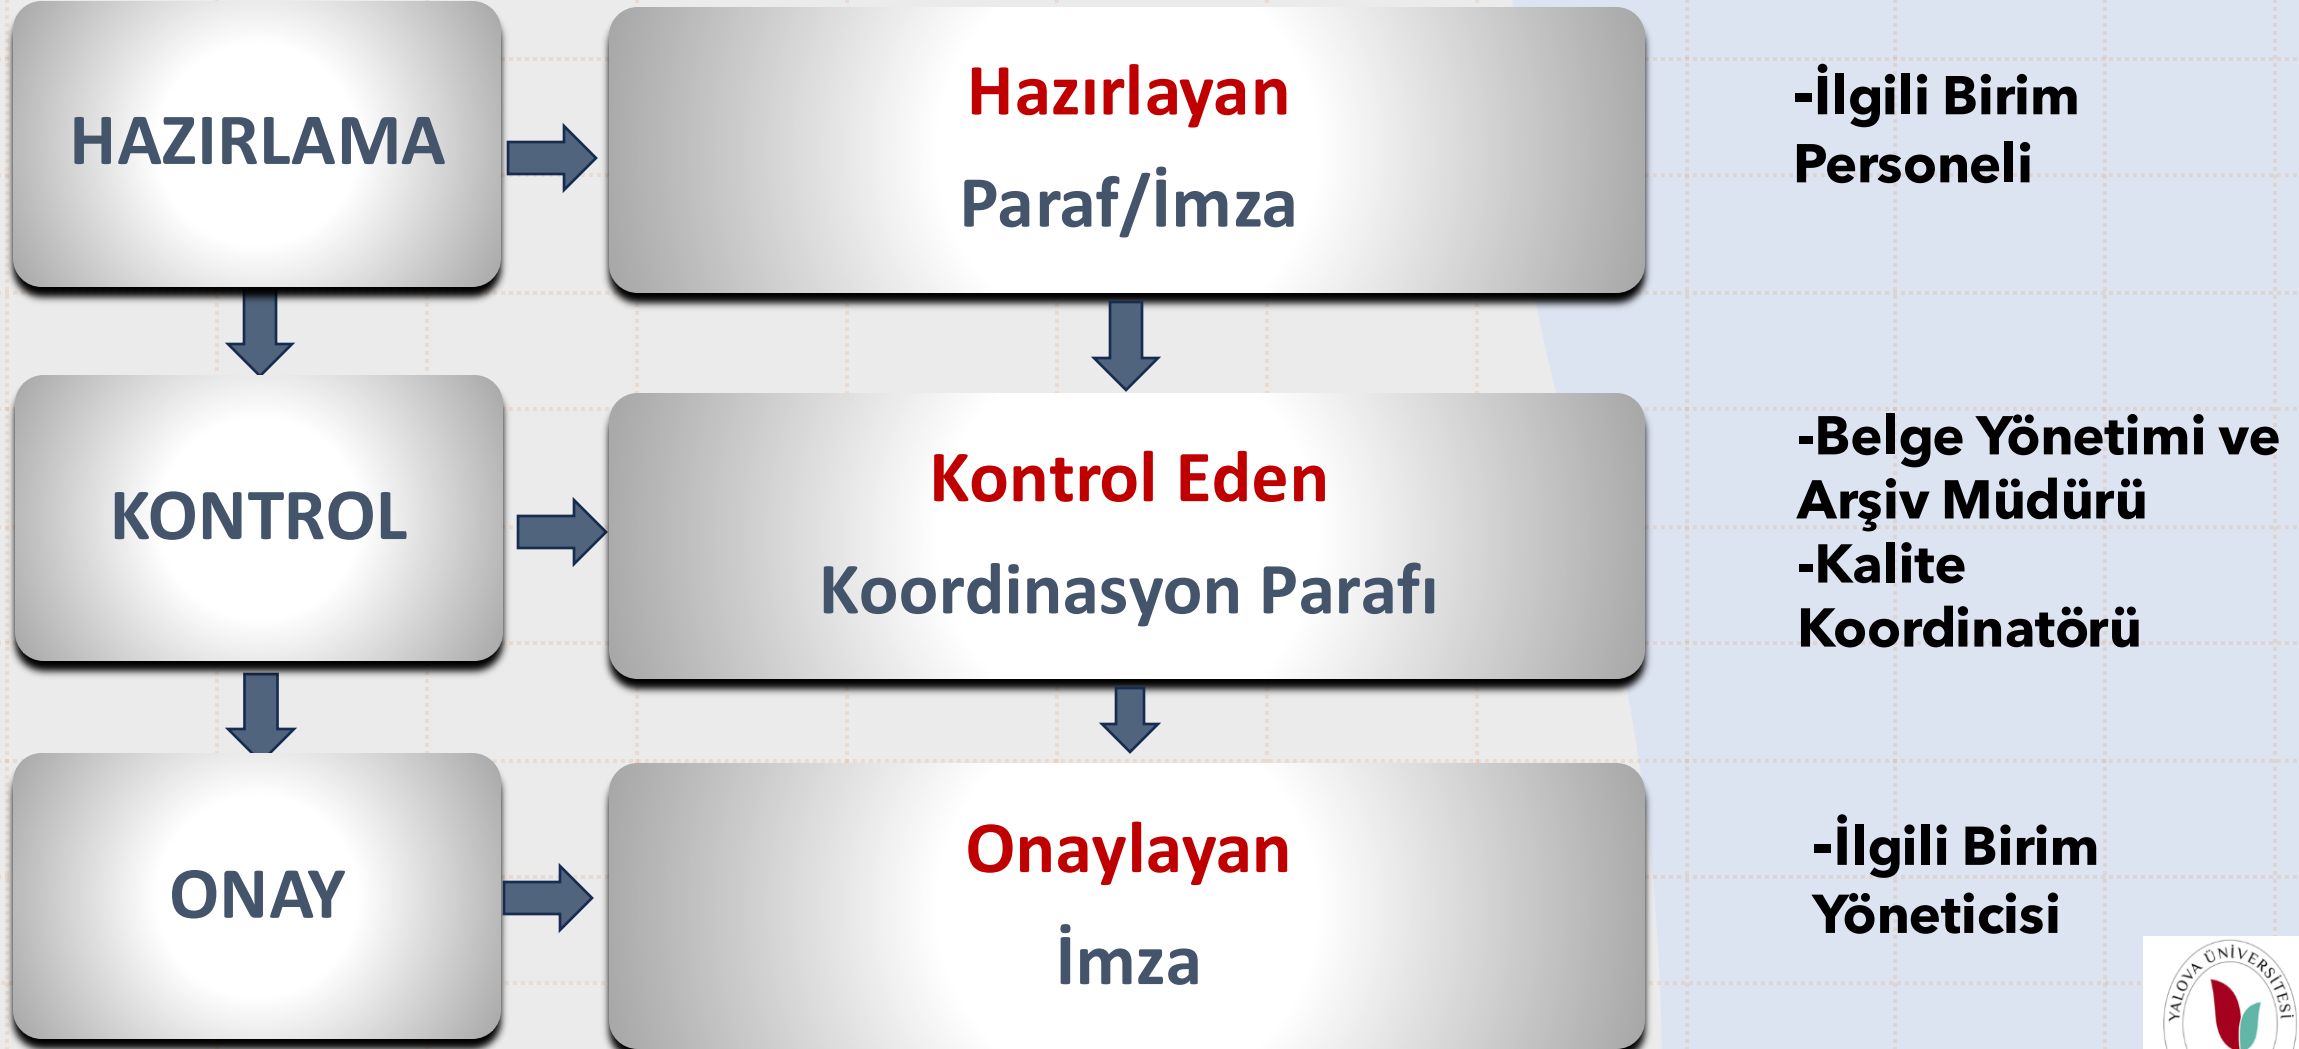 HAZIRLAMA
Hazırlayan
Paraf/İmza
-İlgili Birim
Personeli
KONTROL
Kontrol Eden
Koordinasyon Parafı
-Belge Yönetimi ve
Arşiv Müdürü
-Kalite
Koordinatörü
ONAY
Onaylayan
İmza
-İlgili Birim
Yöneticisi
YALOVA ÜNİVERSİTESİ